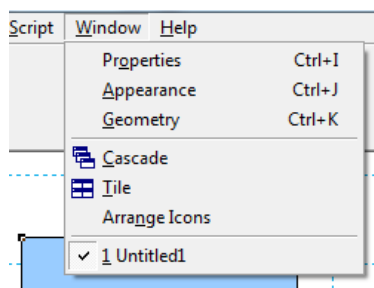 Script Window Help
Properties Ctrl+I
Appearance Ctrl+J
Geometry Ctrl+K
Cascade
Tile
Arrange Icons
1 Untitled1